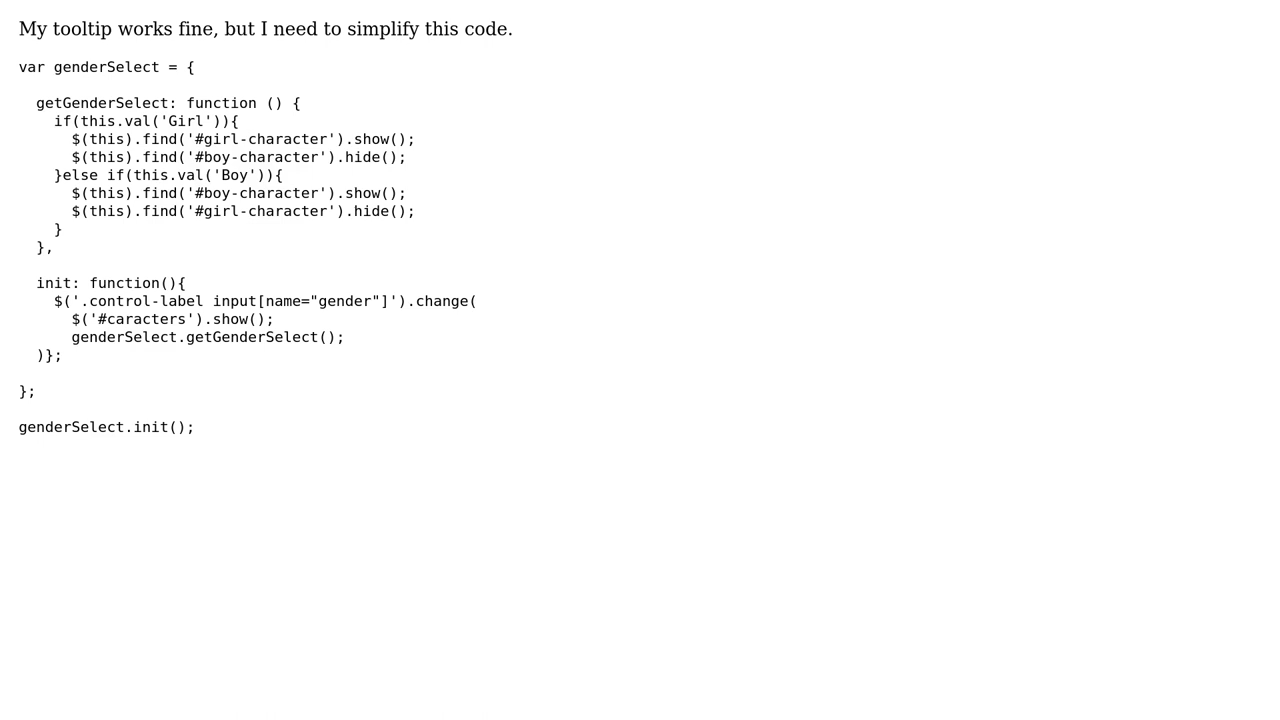 My tooltip works fine, but I need to simplify this code.
var genderSelect = {
getGenderSelect: function () {
if(this.val('Girl')){
$(this).find('#girl-character').show();
$(this).find('#boy-character').hide();
}else if(this.val('Boy')){
$(this).find('#boy-character').show();
$(this).find('#girl-character').hide();
}
},
init: function(){
$('.control-label input[name="gender"]').change(
$('#caracters').show();
genderSelect.getGenderSelect();
)};
};
genderSelect.init();